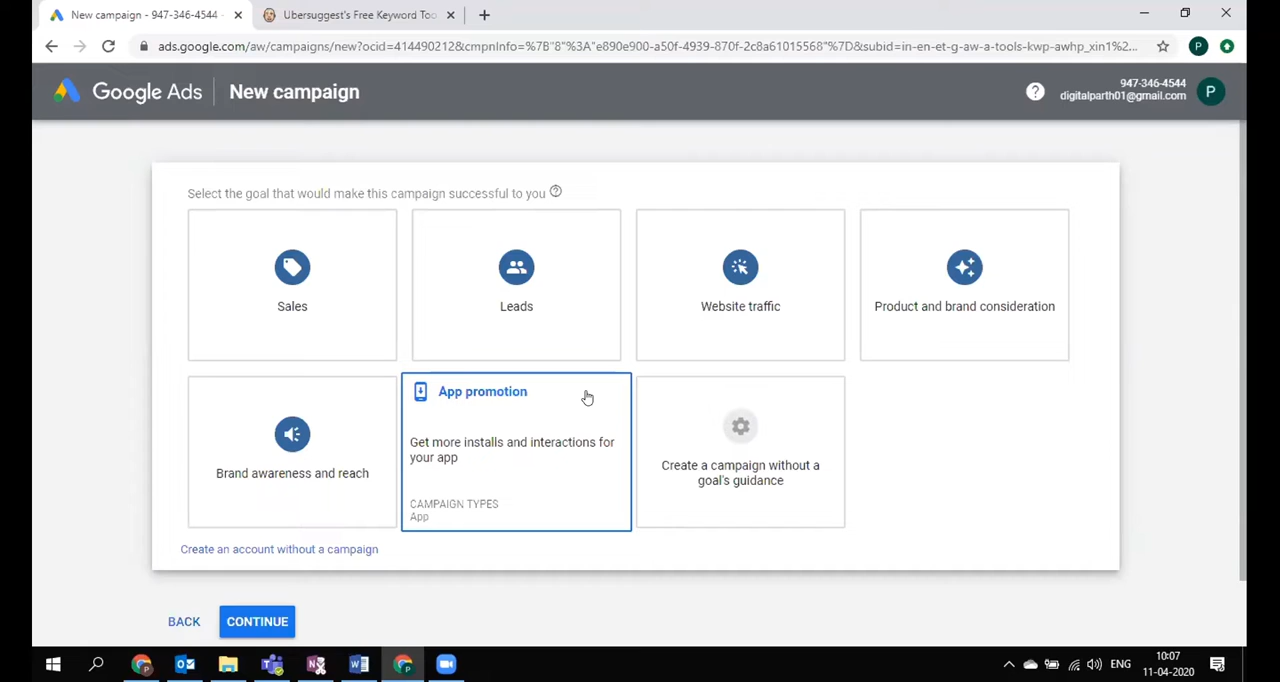 New campaign - 947-346-4544 -
Ubersuggest's Free Keyword Too
ads.google.com/aw/campaigns/new?ocid=414490212&cmpnInfo=%7B"8"%3A"e890e900-a50f-4939-870f-2c8a61015568"%7D&subid=in-en-et-g-aw-a-tools-kwp-awhp_xin1%2...
P
Google Ads
New campaign
947-346-4544
digitalparth01@gmail.com
P
Select the goal that would make this campaign successful to you
Sales
Leads
Website traffic
Product and brand consideration
Brand awareness and reach
App promotion
Get more installs and interactions for
your app
CAMPAIGN TYPES
App
Create a campaign without a
goal's guidance
Create an account without a campaign
BACK
CONTINUE
ENG
10:07
11-04-2020